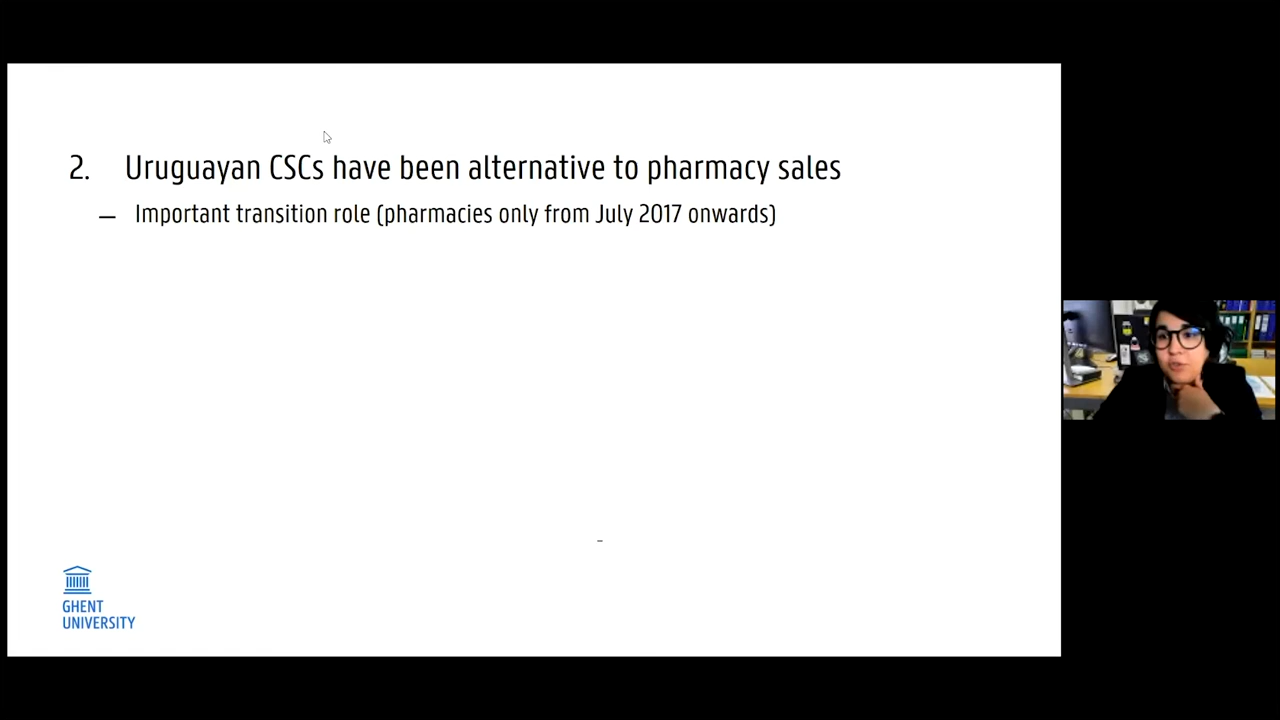 2. Uruguayan CSCs have been alternative to pharmacy sales
– Important transition role (pharmacies only from July 2017 onwards)
–
GHENT
UNIVERSITY